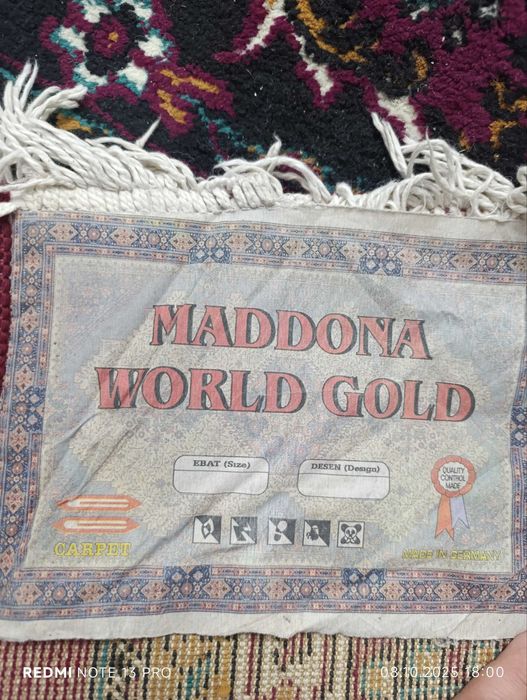 MADDONA
WORLD GOLD
EBAT (Size)
DESEN (Design)
QUALITY
CONTROL
MADE
CARPET
MADE IN GERMANY
REDMI NOTE 13 PRO
08.10.2025 18:00